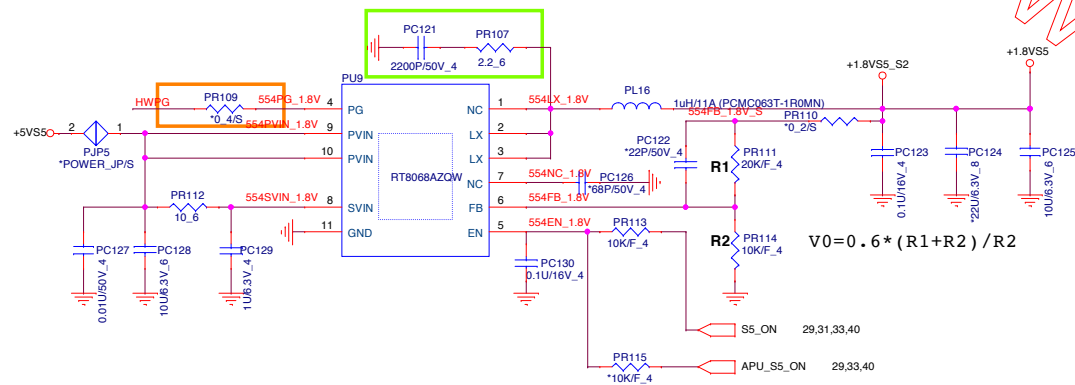 PC121
PR107
2200P/50V_4
2.2_6
+1.8VS5
+1.8VS5_S2
PU9
HWPG
PR109
554PG_1.8V
4
PG
NC
1
554LX_1.8V
PL16
*0_4/S
1uH/11A (PCMC063T-1R0MN)
+5VS5
2
1
554PVIN_1.8V
9
PVIN
LX
2
554FB_1.8V_S
PR110
PJP5
*POWER_JP/S
10
PVIN
LX
3
PC122
*22P/50V_4
*0_2/S
R1
PR111
20K/F_4
PC123
0.1U/16V_4
PC124
*22U/6.3V_8
PC125
10U/6.3V_6
RT8068AZQW
NC
7
554NC_1.8V
PC126
*68P/50V_4
PR112
10_6
554SVIN_1.8V
8
SVIN
FB
6
554FB_1.8V
11
GND
EN
5
554EN_1.8V
PR113
10K/F_4
R2
PR114
10K/F_4
V0=0.6*(R1+R2)/R2
PC127
0.01U/50V_4
PC128
10U/6.3V_6
PC129
1U/6.3V_4
PC130
0.1U/16V_4
S5_ON
29,31,33,40
PR115
*10K/F_4
APU_S5_ON
29,33,40